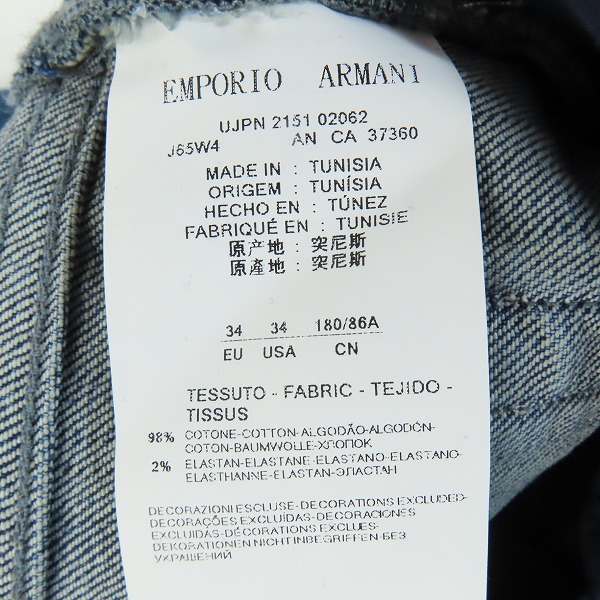 EMPORIO ARMANI
UJPN 2151 02062
J65W4 AN CA 37360
MADE IN : TUNISIA
ORIGEM : TUNÍSIA
HECHO EN : TÚNEZ
FABRIQUÉ EN : TUNISIE
原产地 : 突尼斯
原產地 : 突尼斯
34 34 180/86A
EU USA CN
TESSUTO - FABRIC - TEJIDO -
TISSUS
98% COTONE-COTTON-ALGODÃO-ALGODÓN-
COTON-BAUMWOLLE-ХЛОПОК
2% ELASTAN-ELASTANE-ELASTANO-ELASTANO-
ELASTHANNE-ELASTAN-ЭЛАСТАН
DECORAZIONI ESCLUSE-DECORATIONS EXCLUDED-
DECORAÇÕES EXCLUÍDAS-DECORACIONES
EXCLUIDAS-DÉCORATIONS EXCLUES-
DEKORATIONEN NICHT INBEGRIFFEN-БЕЗ
УКРАШЕНИЙ